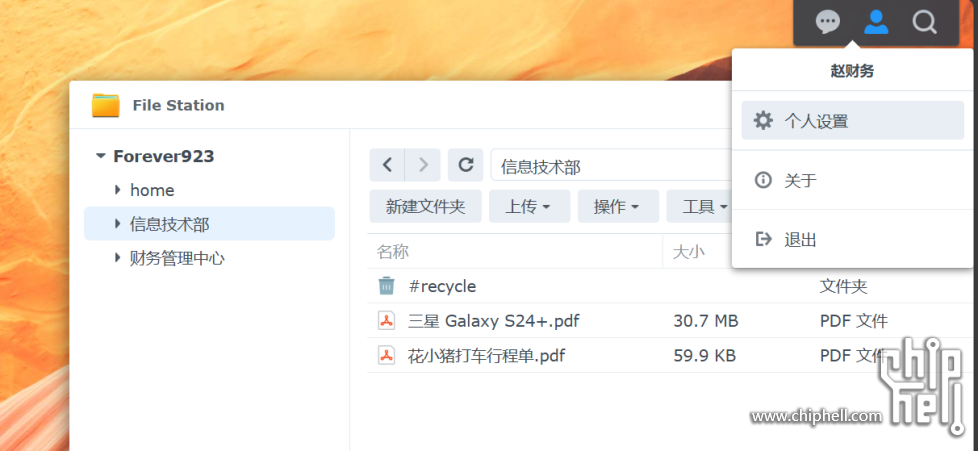 赵财务
个人设置
关于
退出
File Station
Forever923
home
信息技术部
财务管理中心
信息技术部
新建文件夹 上传 操作 工具
名称 大小
#recycle 文件夹
三星 Galaxy S24+.pdf 30.7 MB PDF 文件
花小猪打车行程单.pdf 59.9 KB PDF 文件
www.chiphell.com
chip
hell